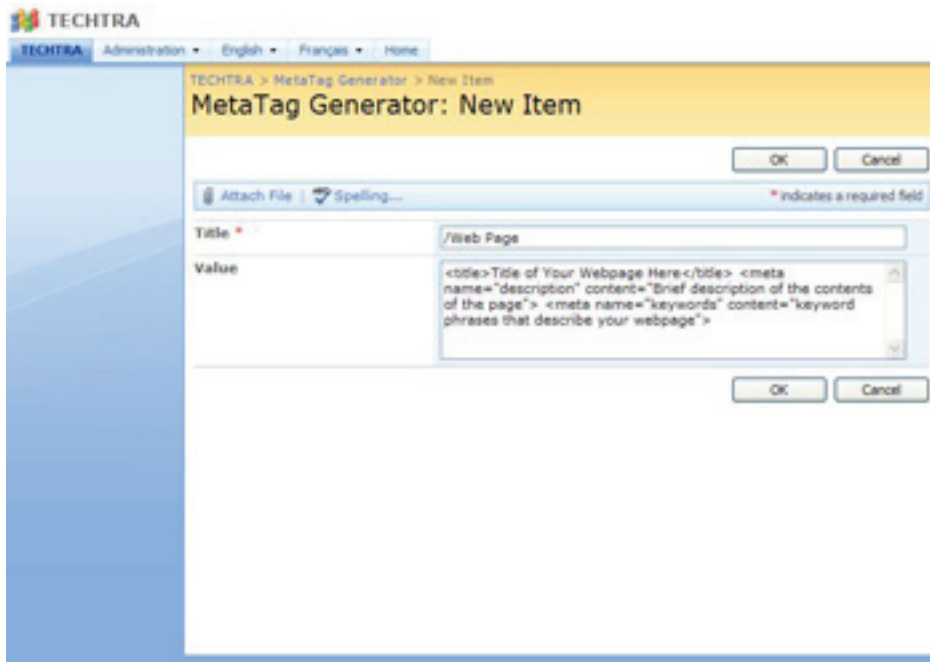 TECHTRA
TECHTRA Administration English Français Home
TECHTRA > MetaTag Generator > New Item
MetaTag Generator: New Item
OK Cancel
Attach File | Spelling... * indicates a required field
Title * /Web Page
Value
<title>Title of Your Webpage Here</title> <meta
name="description" content="Brief description of the contents
of the page"> <meta name="keywords" content="keyword
phrases that describe your webpage">
OK Cancel